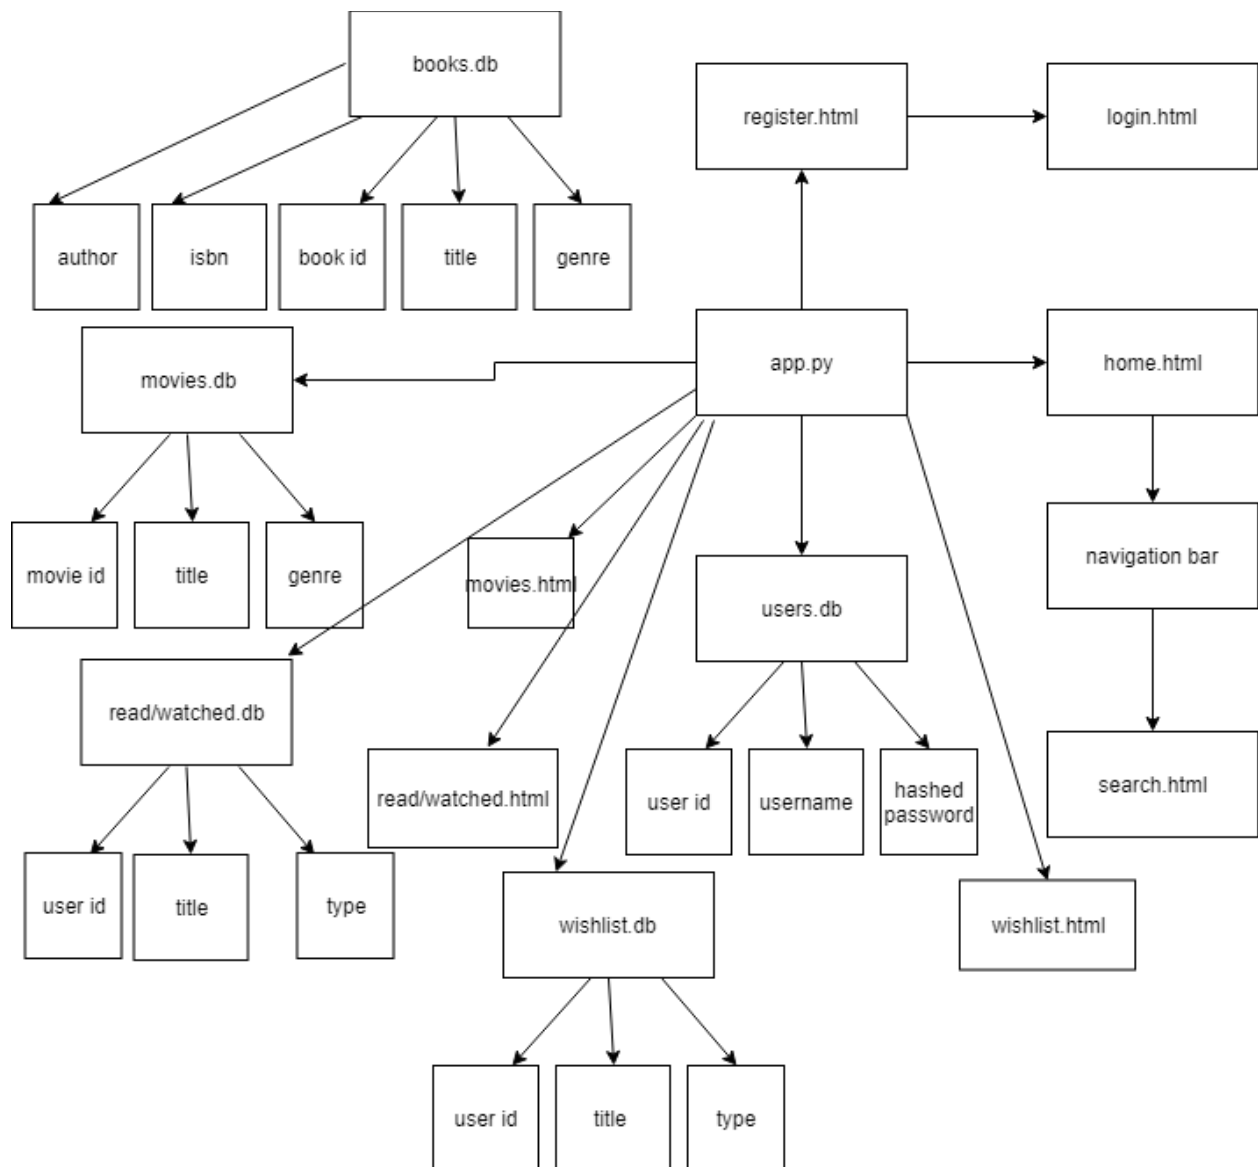 books.db
register.html
login.html
author
isbn
book id
title
genre
movies.db
app.py
home.html
movie id
title
genre
movies.html
users.db
navigation bar
read/watched.db
read/watched.html
user id
username
hashed
password
search.html
user id
title
type
wishlist.db
wishlist.html
user id
title
type